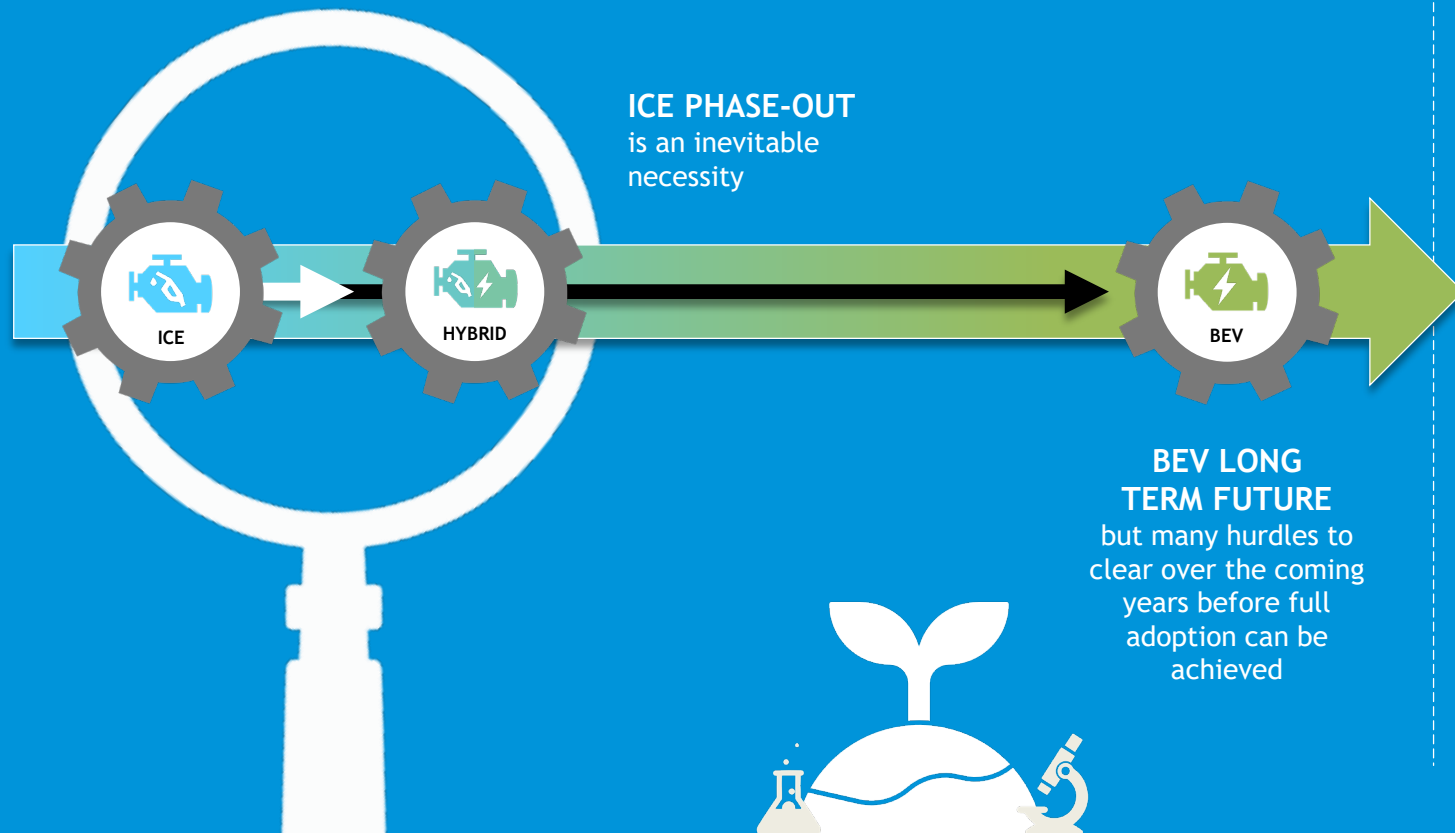 ICE PHASE-OUT
is an inevitable
necessity
ICE
HYBRID
BEV
BEV LONG
TERM FUTURE
but many hurdles to
clear over the coming
years before full
adoption can be
achieved